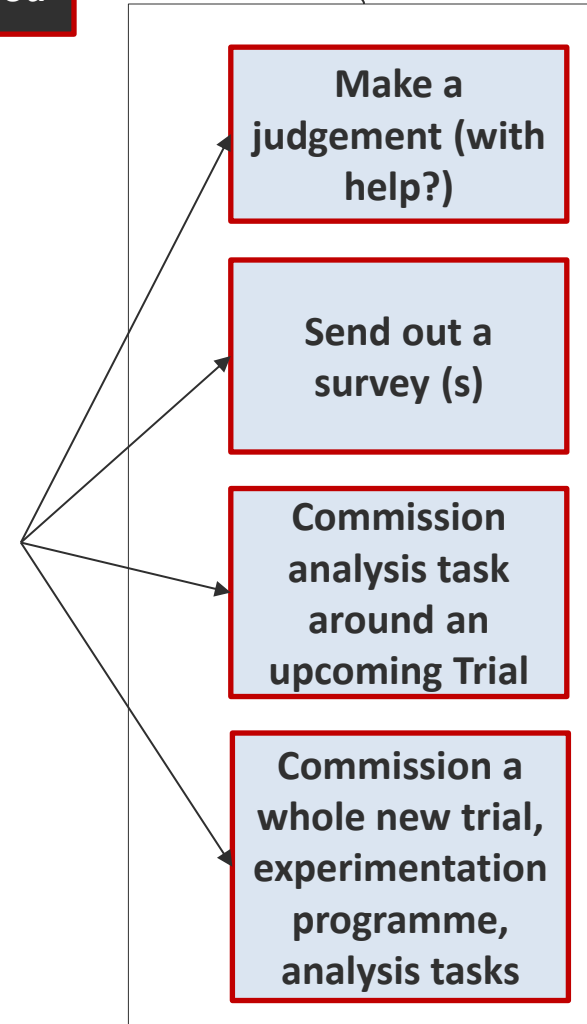 Make a
judgement (with
help?)
Send out a
survey (s)
Commission
analysis task
around an
upcoming Trial
Commission a
whole new trial,
experimentation
programme,
analysis tasks